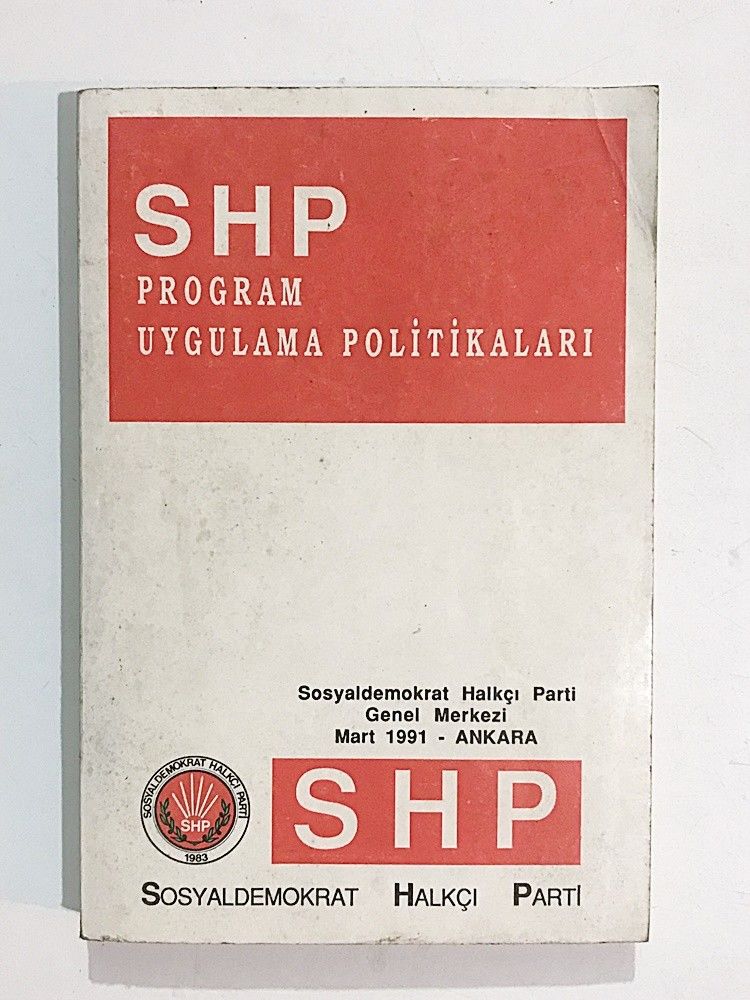 SHP
PROGRAM
UYGULAMA POLİTİKALARI
Sosyaldemokrat Halkçı Parti
Genel Merkezi
Mart 1991 - ANKARA
SOSYALDEMOKRAT HALKÇI PARTİ
SHP
1983
SHP
SOSYALDEMOKRAT HALKÇI PARTİ